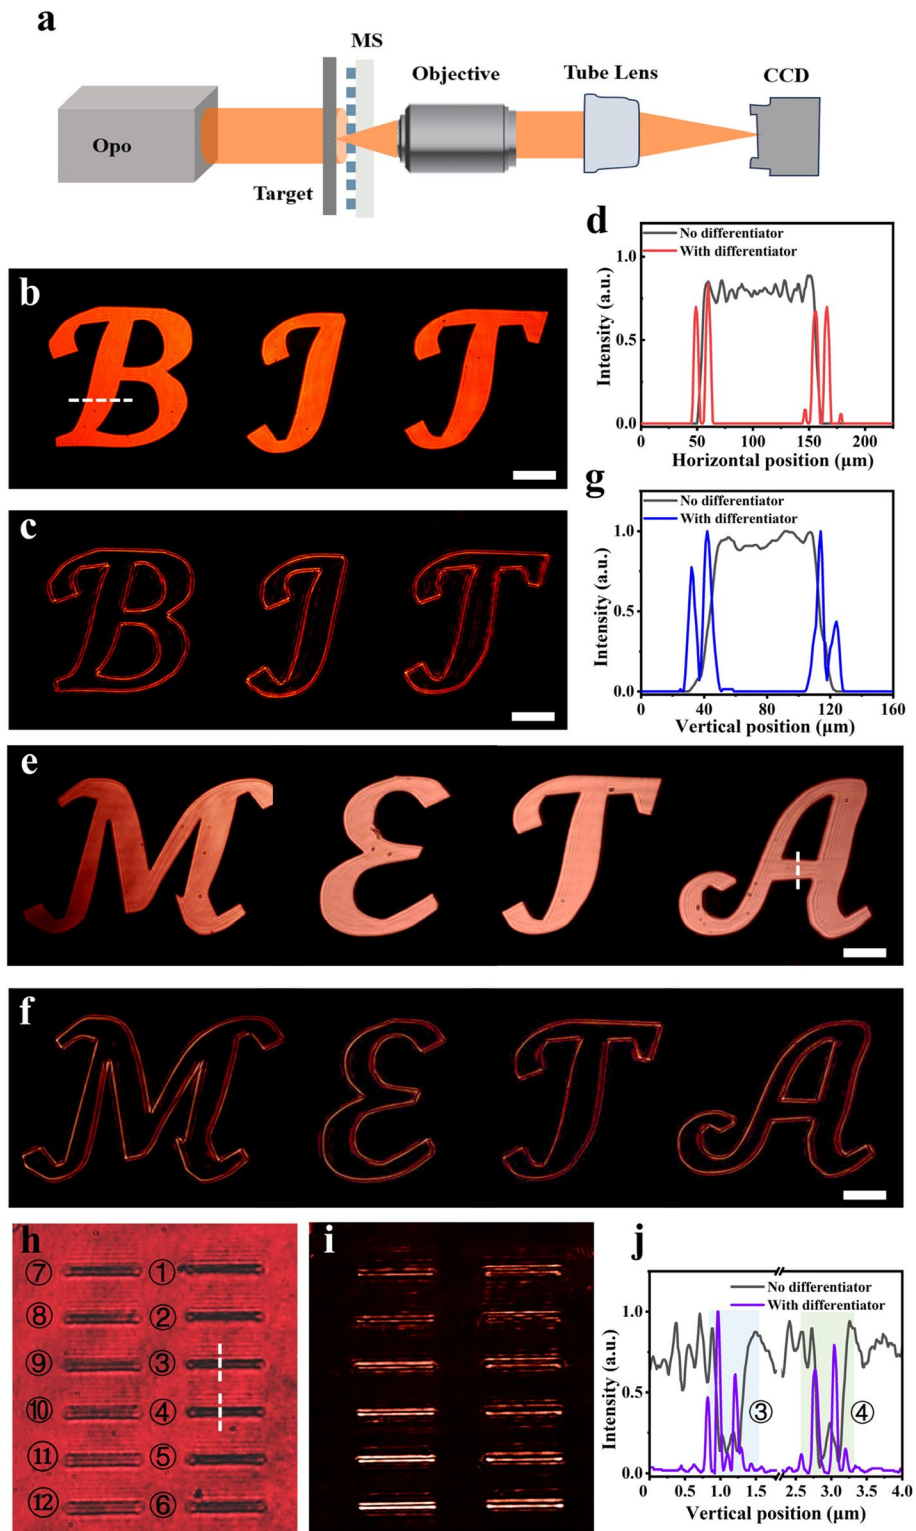 a
MS
Objective
Tube Lens
CCD
Opo
Target
b
B I T
c
B I T
d
No differentiator
With differentiator
1.0
0.5
0.0
Intensity (a.u.)
0 50 100 150 200
Horizontal position (μm)
g
No differentiator
With differentiator
1.0
0.5
0.0
Intensity (a.u.)
0 40 80 120 160
Vertical position (μm)
e
M E T A
f
M E T A
h
⑦ ①
⑧ ②
⑨ ③
⑩ ④
⑪ ⑤
⑫ ⑥
i
j
No differentiator
With differentiator
1.0
0.5
0.0
Intensity (a.u.)
③ ④
0 0.5 1.0 1.5 2.5 3.0 3.5 4.0
Vertical position (μm)